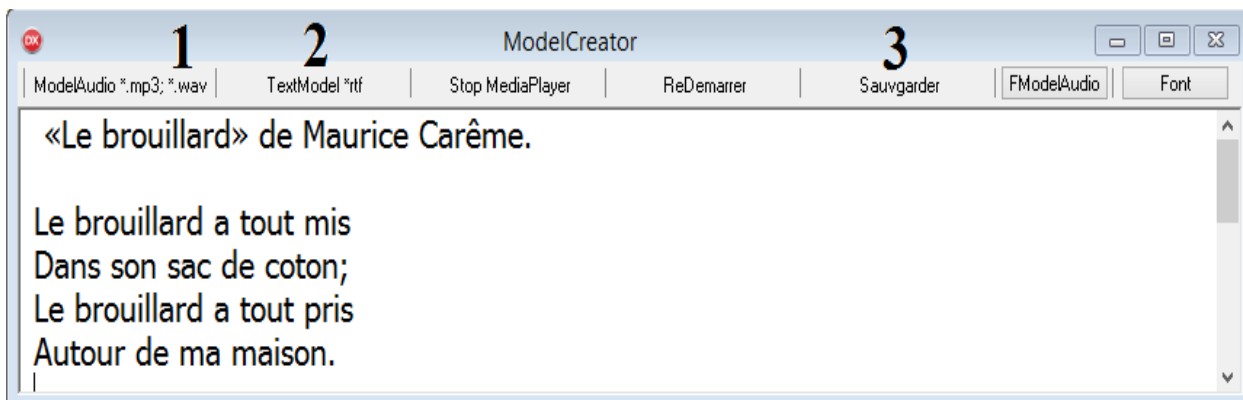 1 2 ModelCreator 3
ModelAudio *.mp3; *.wav TextModel *rtf Stop MediaPlayer ReDemarrer Sauvgarder FModelAudio Font
«Le brouillard» de Maurice Carême.
Le brouillard a tout mis
Dans son sac de coton;
Le brouillard a tout pris
Autour de ma maison.